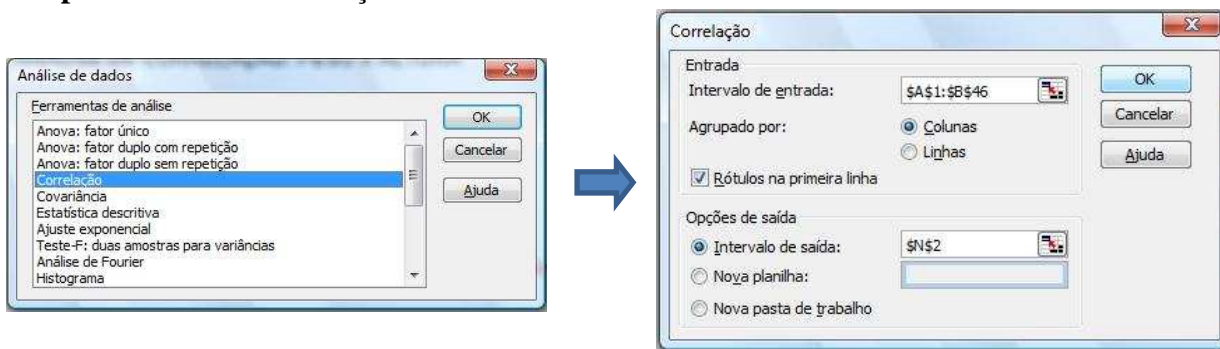 Análise de dados
Ferramentas de análise
Anova: fator único
Anova: fator duplo com repetição
Anova: fator duplo sem repetição
Correlação
Covariância
Estatística descritiva
Ajuste exponencial
Teste-F: duas amostras para variâncias
Análise de Fourier
Histograma
OK
Cancelar
Ajuda
Correlação
Entrada
Intervalo de entrada: $A$1:$B$46
Agrupado por: Colunas
Linhas
Rótulos na primeira linha
Opções de saída
Intervalo de saída: $N$2
Nova planilha:
Nova pasta de trabalho
OK
Cancelar
Ajuda